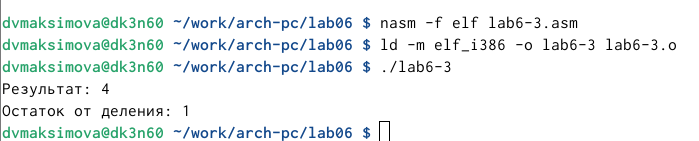 dvmaksimova@dk3n60 ~/work/arch-pc/lab06 $ nasm -f elf lab6-3.asm
dvmaksimova@dk3n60 ~/work/arch-pc/lab06 $ ld -m elf_i386 -o lab6-3 lab6-3.o
dvmaksimova@dk3n60 ~/work/arch-pc/lab06 $ ./lab6-3
Результат: 4
Остаток от деления: 1
dvmaksimova@dk3n60 ~/work/arch-pc/lab06 $